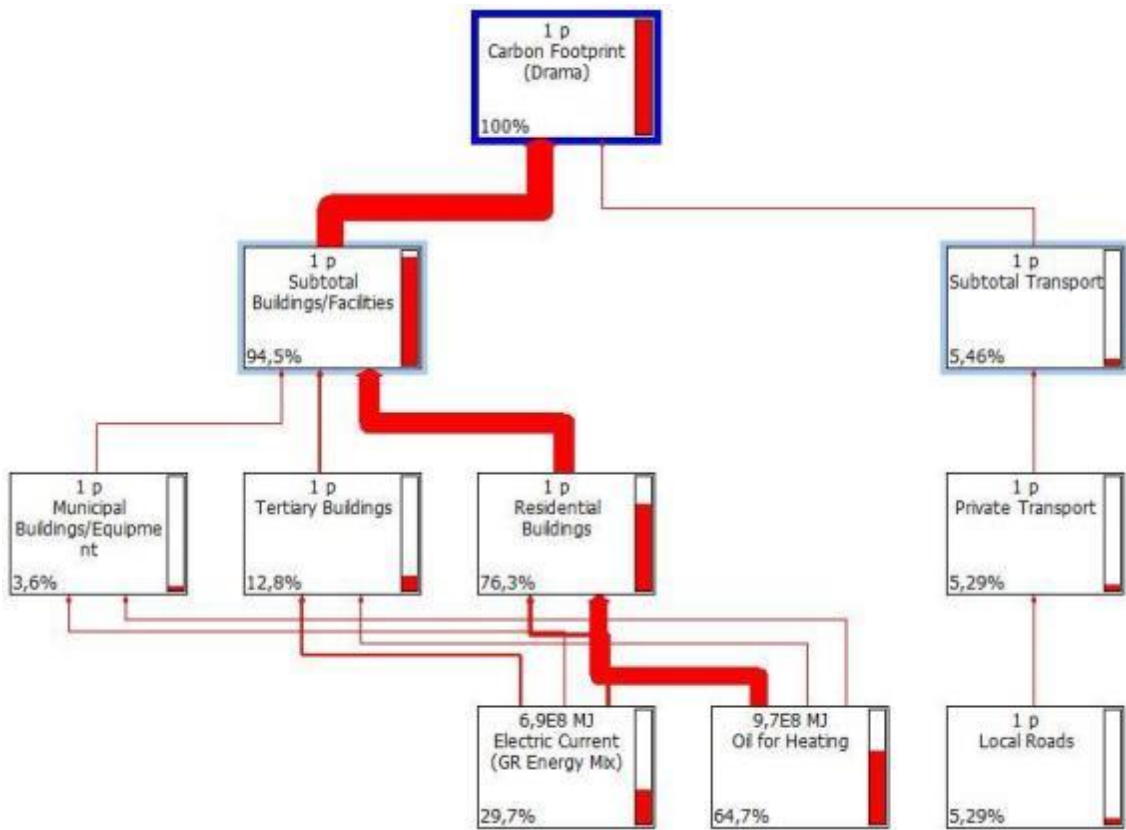 1 p
Carbon Footprint
(Drama)
100%
1 p
Subtotal
Buildings/Facilities
94,5%
1 p
Subtotal Transport
5,46%
1 p
Municipal
Buildings/Equipme
nt
3,6%
1 p
Tertiary Buildings
12,8%
1 p
Residential
Buildings
76,3%
1 p
Private Transport
5,29%
6,9E8 MJ
Electric Current
(GR Energy Mix)
29,7%
9,7E8 MJ
Oil for Heating
64,7%
1 p
Local Roads
5,29%